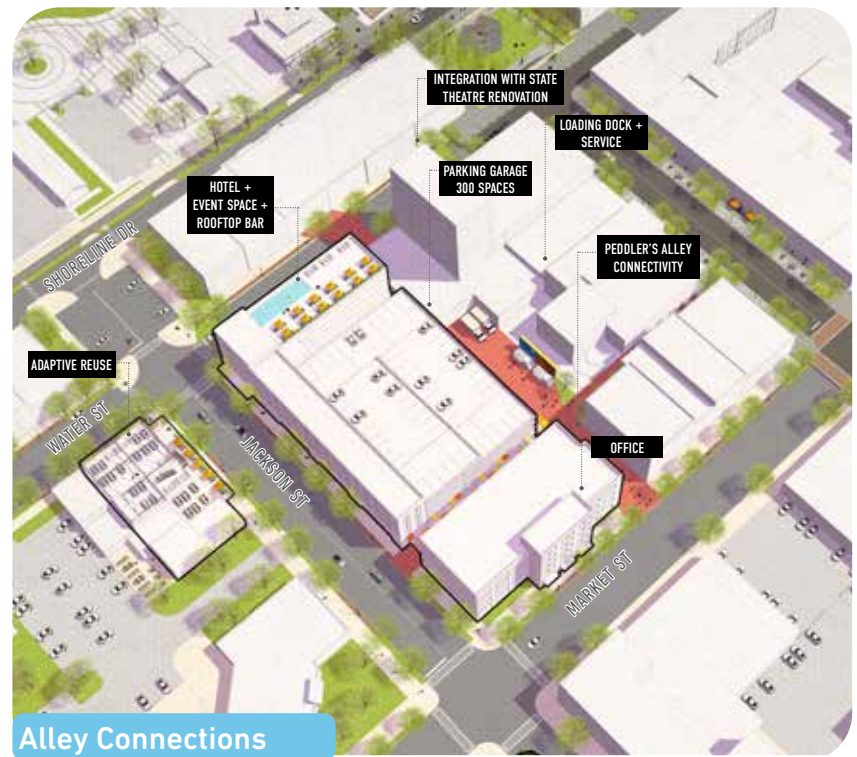 INTEGRATION WITH STATE
THEATRE RENOVATION
LOADING DOCK +
SERVICE
PARKING GARAGE
300 SPACES
HOTEL +
EVENT SPACE +
ROOFTOP BAR
SHORELINE DR
PEDDLER'S ALLEY
CONNECTIVITY
ADAPTIVE REUSE
WATER ST
JACKSON ST
OFFICE
MARKET ST
Alley Connections